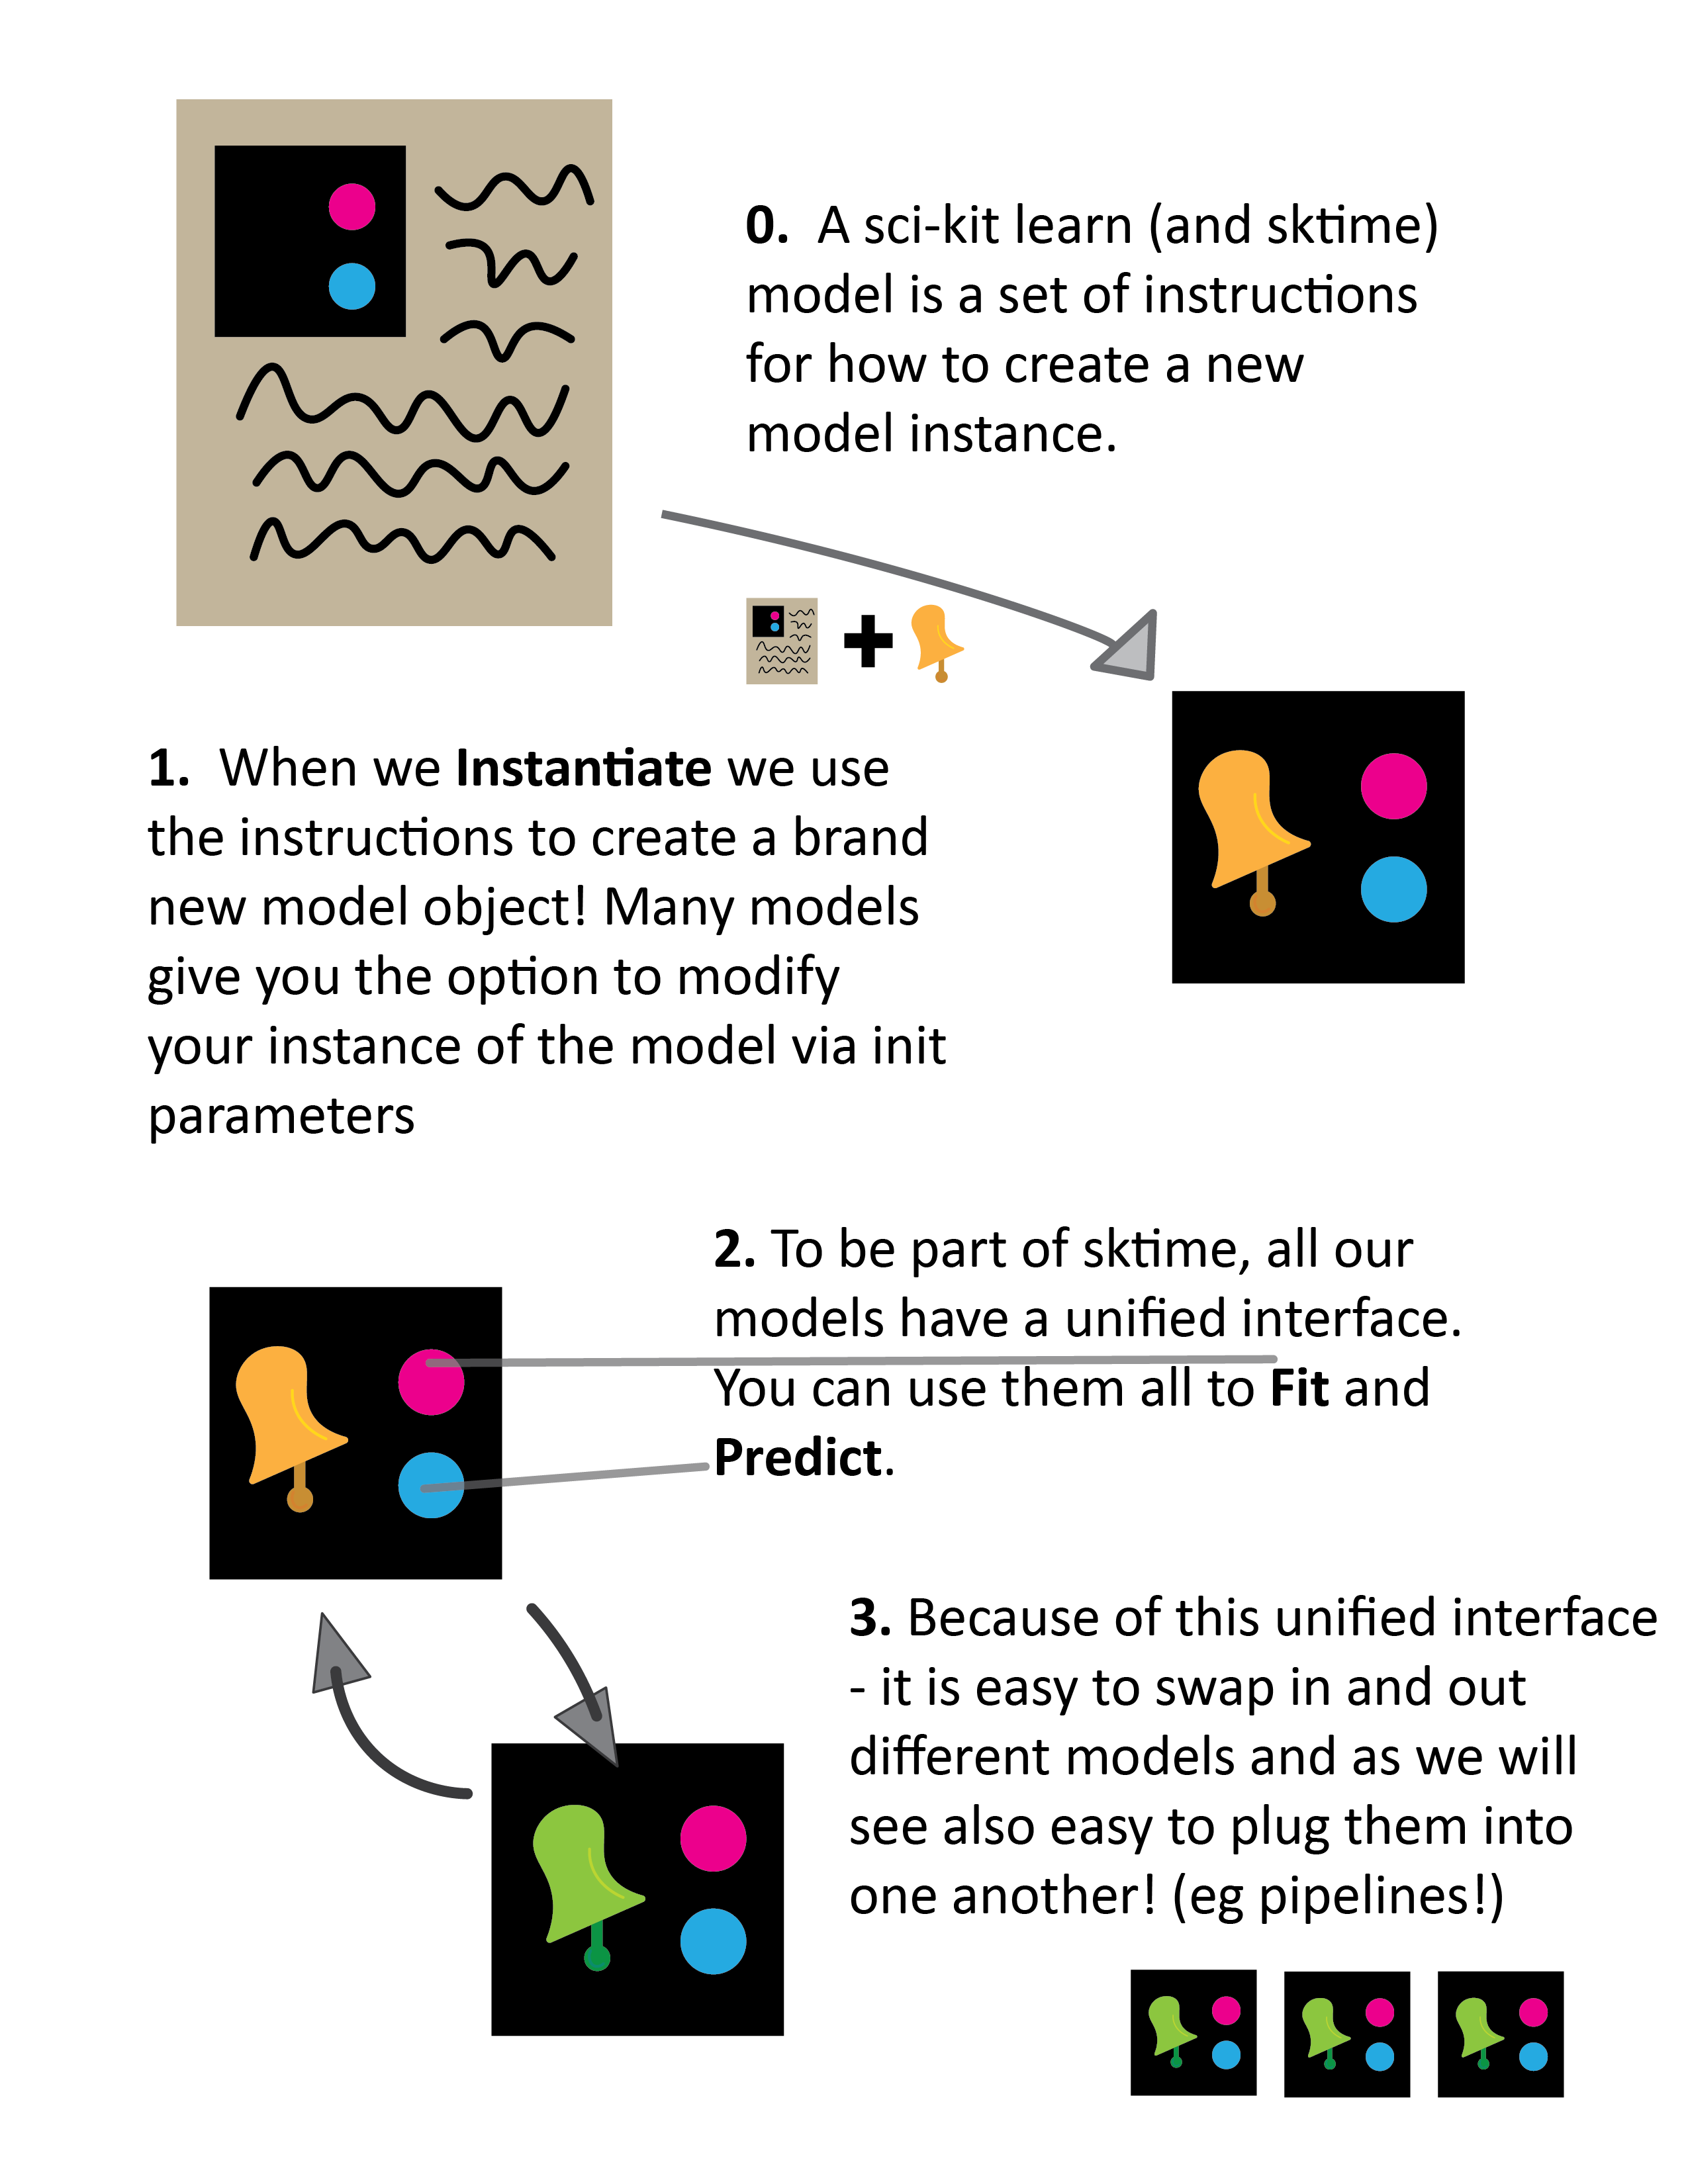 0. A sci-kit learn (and sktime)
model is a set of instructions
for how to create a new
model instance.
1. When we Instantiate we use
the instructions to create a brand
new model object! Many models
give you the option to modify
your instance of the model via init
parameters
2. To be part of sktime, all our
models have a unified interface.
You can use them all to Fit and
Predict.
3. Because of this unified interface
- it is easy to swap in and out
different models and as we will
see also easy to plug them into
one another! (eg pipelines!)